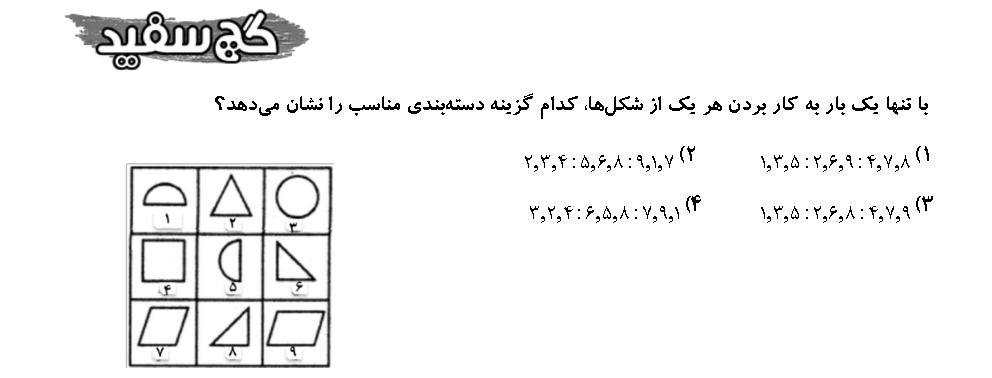 گچ سفید
با تنها یک بار به کار بردن هر یک از شکل‌ها، کدام گزینه دسته‌بندی مناسب را نشان می‌دهد؟
۱) ۱,۳,۵ : ۲,۶,۹ : ۴,۷,۸
۲) ۲,۳,۴ : ۵,۶,۸ : ۹,۱,۷
۳) ۱,۳,۵ : ۲,۶,۸ : ۴,۷,۹
۴) ۳,۲,۴ : ۶,۵,۸ : ۷,۹,۱
۱ ۲ ۳
۴ ۵ ۶
۷ ۸ ۹